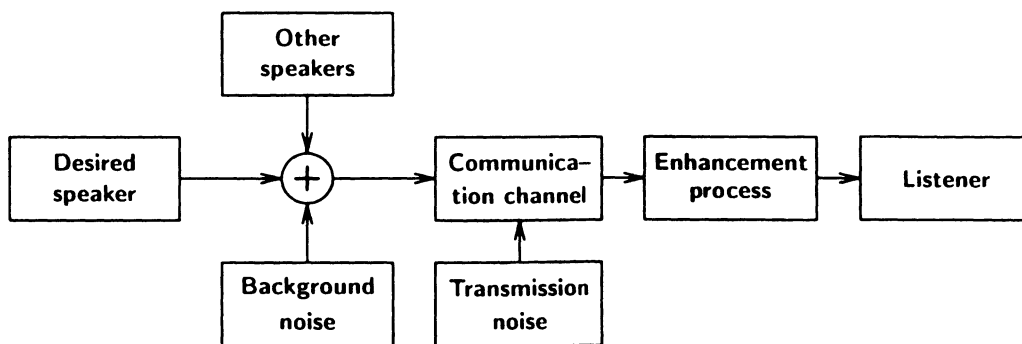 Other
speakers
Desired
speaker
+
Communica-
tion channel
Enhancement
process
Listener
Background
noise
Transmission
noise